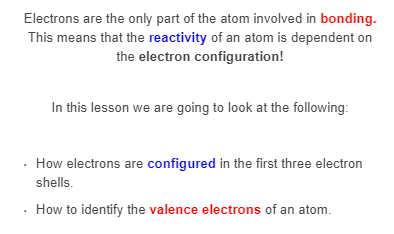 Electrons are the only part of the atom involved in bonding.
This means that the reactivity of an atom is dependent on
the electron configuration!
In this lesson we are going to look at the following:
· How electrons are configured in the first three electron
shells.
· How to identify the valence electrons of an atom.